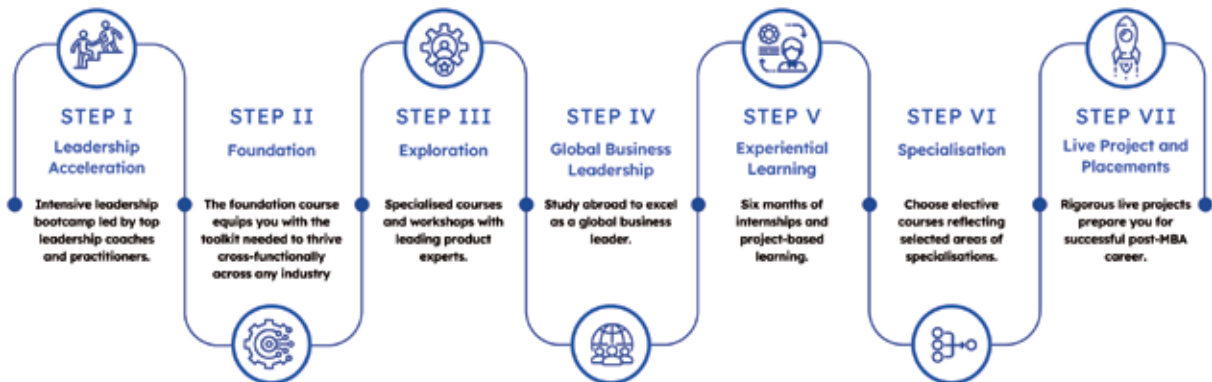 STEP I
Leadership
Acceleration
Intensive leadership
bootcamp led by top
leadership coaches
and practitioners.
STEP II
Foundation
The foundation course
equips you with the
toolkit needed to thrive
cross-functionally
across any industry
STEP III
Exploration
Specialised courses
and workshops with
leading product
experts.
STEP IV
Global Business
Leadership
Study abroad to excel
as a global business
leader.
STEP V
Experiential
Learning
Six months of
internships and
project-based
learning.
STEP VI
Specialisation
Choose elective
courses reflecting
selected areas of
specialisations.
STEP VII
Live Project and
Placements
Rigorous live projects
prepare you for
successful post-MBA
career.